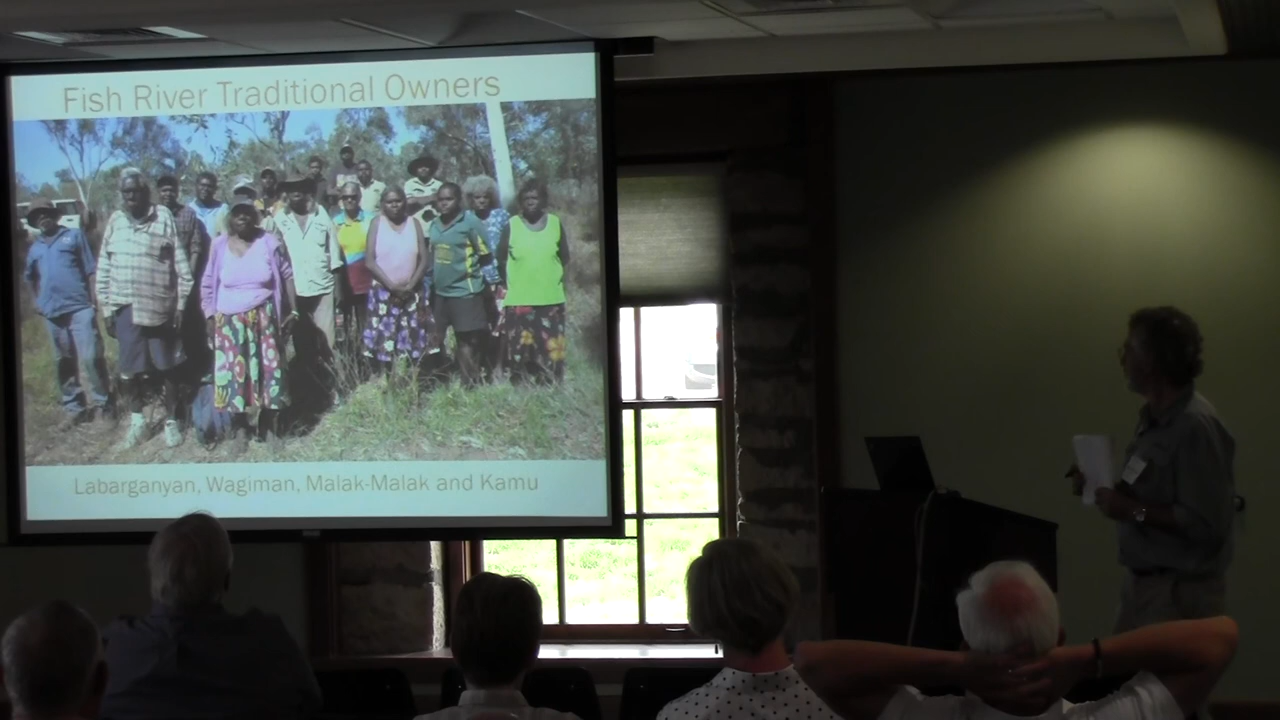 Fish River Traditional Owners
Labarganyan, Wagiman, Malak-Malak and Kamu